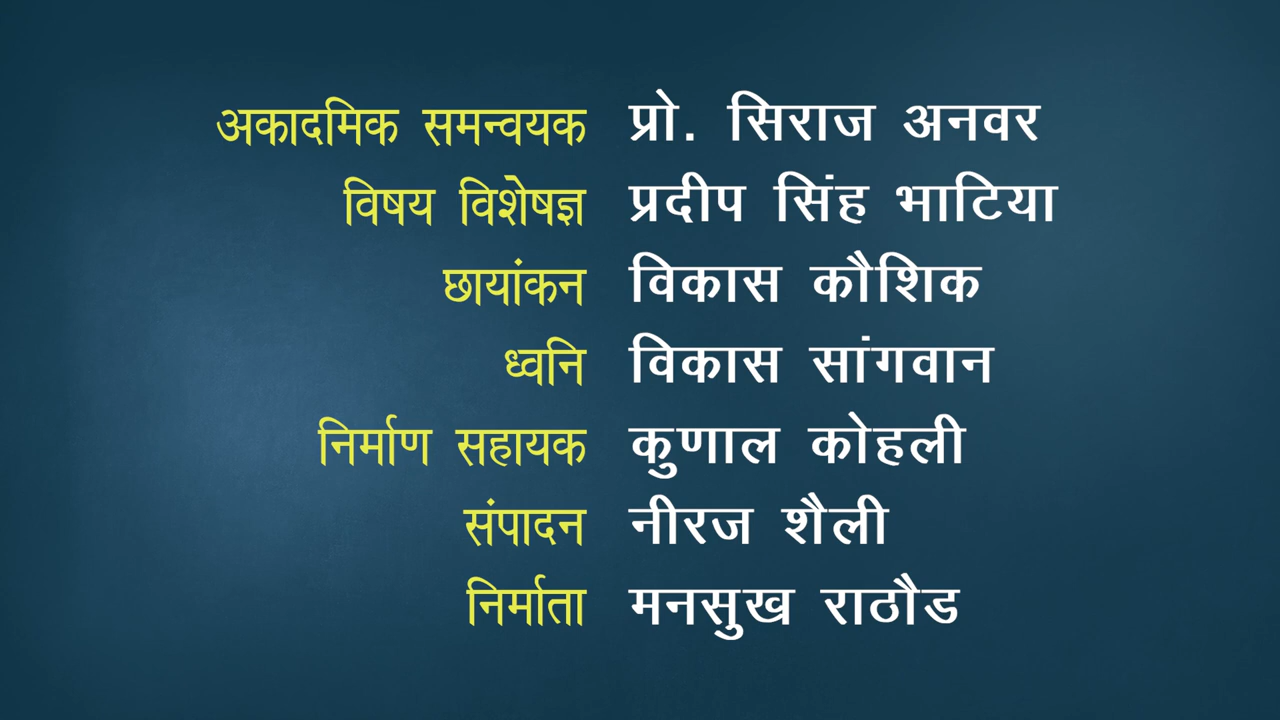 अकादमिक समन्वयक प्रो. सिराज अनवर
विषय विशेषज्ञ प्रदीप सिंह भाटिया
छायांकन विकास कौशिक
ध्वनि विकास सांगवान
निर्माण सहायक कुणाल कोहली
संपादन नीरज शैली
निर्माता मनसुख राठौड